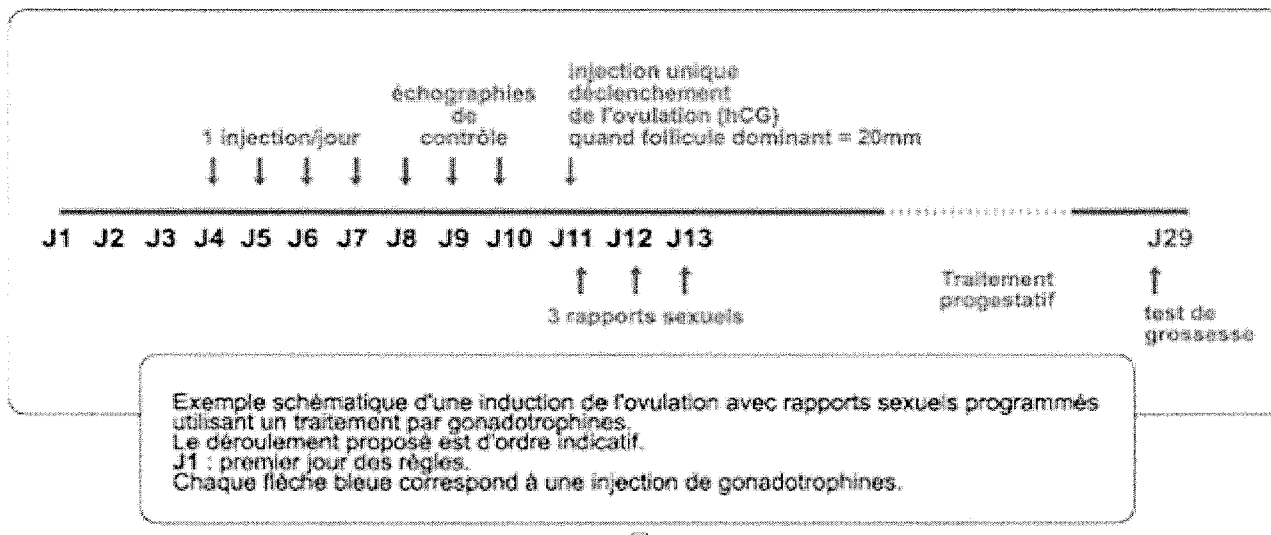 injection unique
déclenchement
de l'ovulation (hCG)
quand follicule dominant = 20mm
échographies
de
contrôle
1 injection/jour
J1 J2 J3 J4 J5 J6 J7 J8 J9 J10 J11 J12 J13 J29
3 rapports sexuels
Traitement
progestatif
test de
grossesse
Exemple schématique d'une induction de l'ovulation avec rapports sexuels programmés
utilisant un traitement par gonadotrophines.
Le déroulement proposé est d'ordre indicatif.
J1 : premier jour des règles.
Chaque flèche bleue correspond à une injection de gonadotrophines.